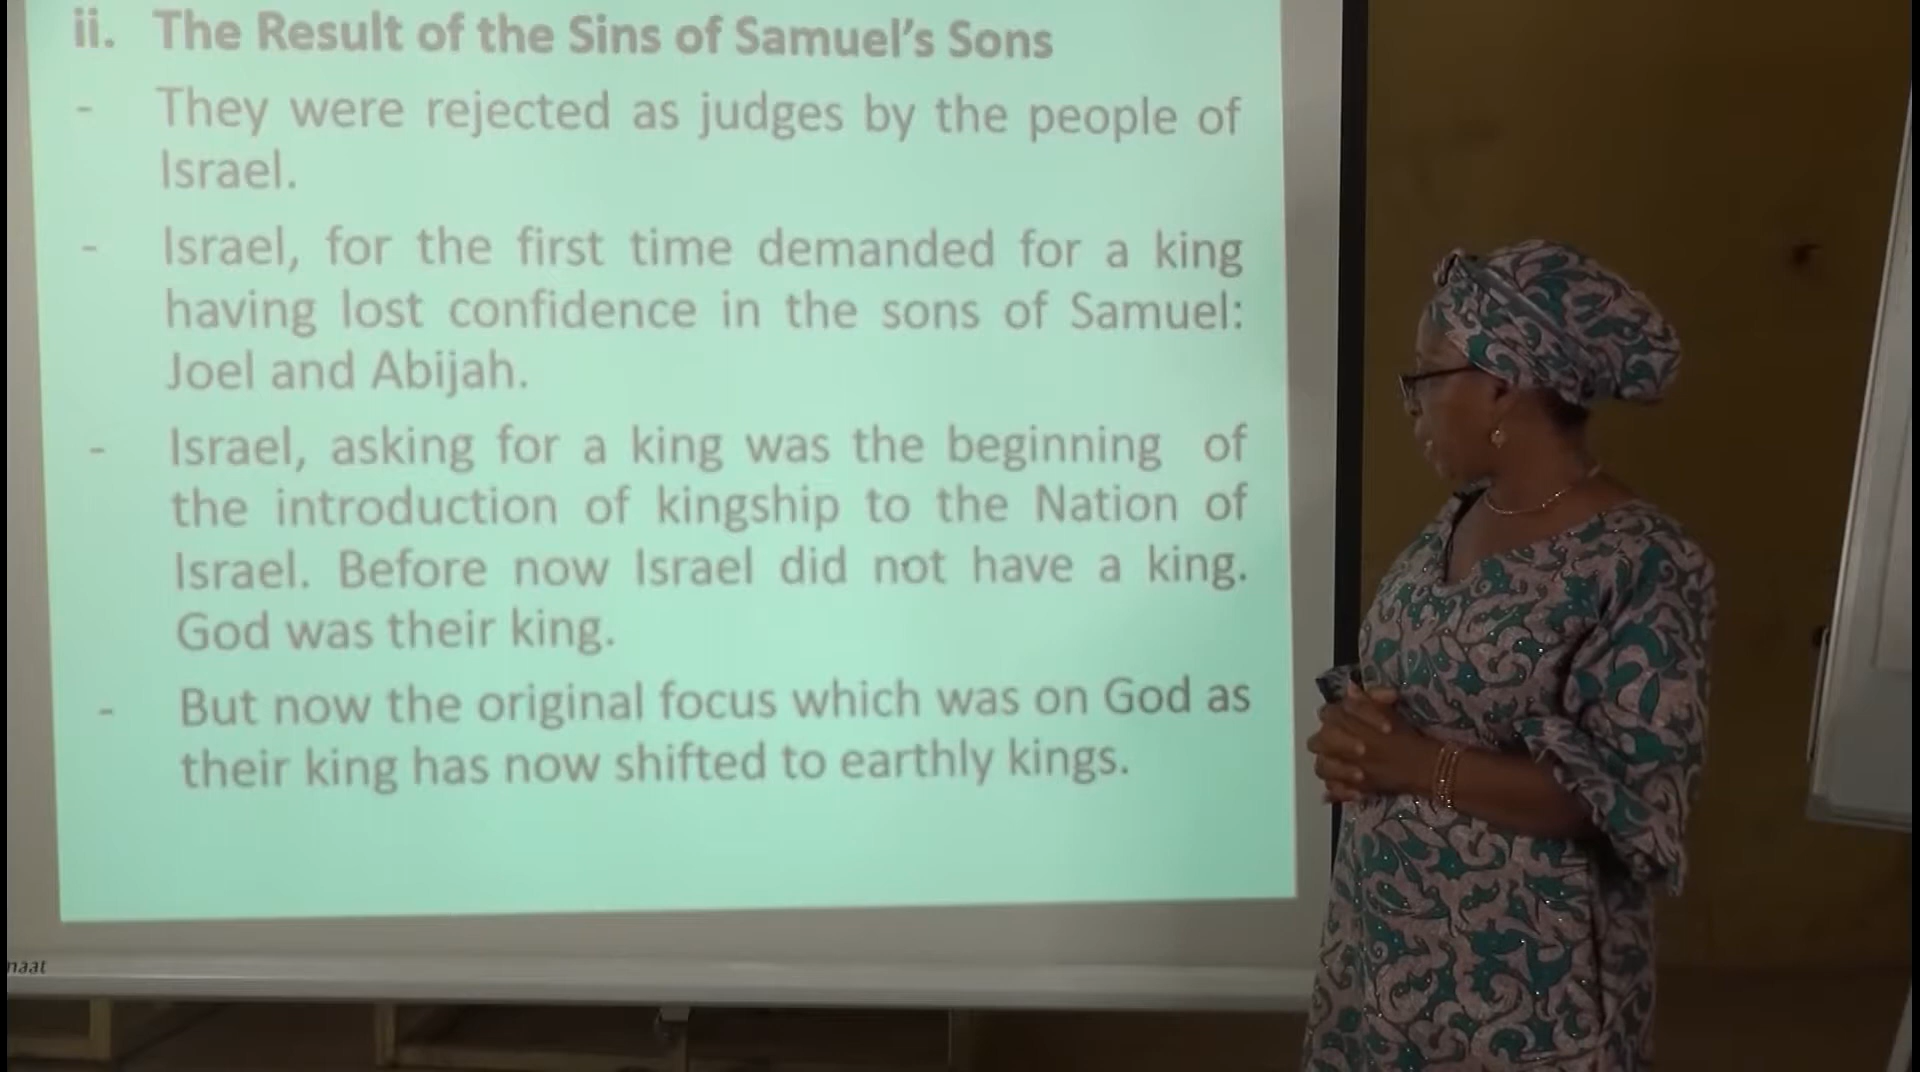 ii. The Result of the Sins of Samuel's Sons
- They were rejected as judges by the people of
Israel.
- Israel, for the first time demanded for a king
having lost confidence in the sons of Samuel:
Joel and Abijah.
- Israel, asking for a king was the beginning of
the introduction of kingship to the Nation of
Israel. Before now Israel did not have a king.
God was their king.
- But now the original focus which was on God as
their king has now shifted to earthly kings.
naat